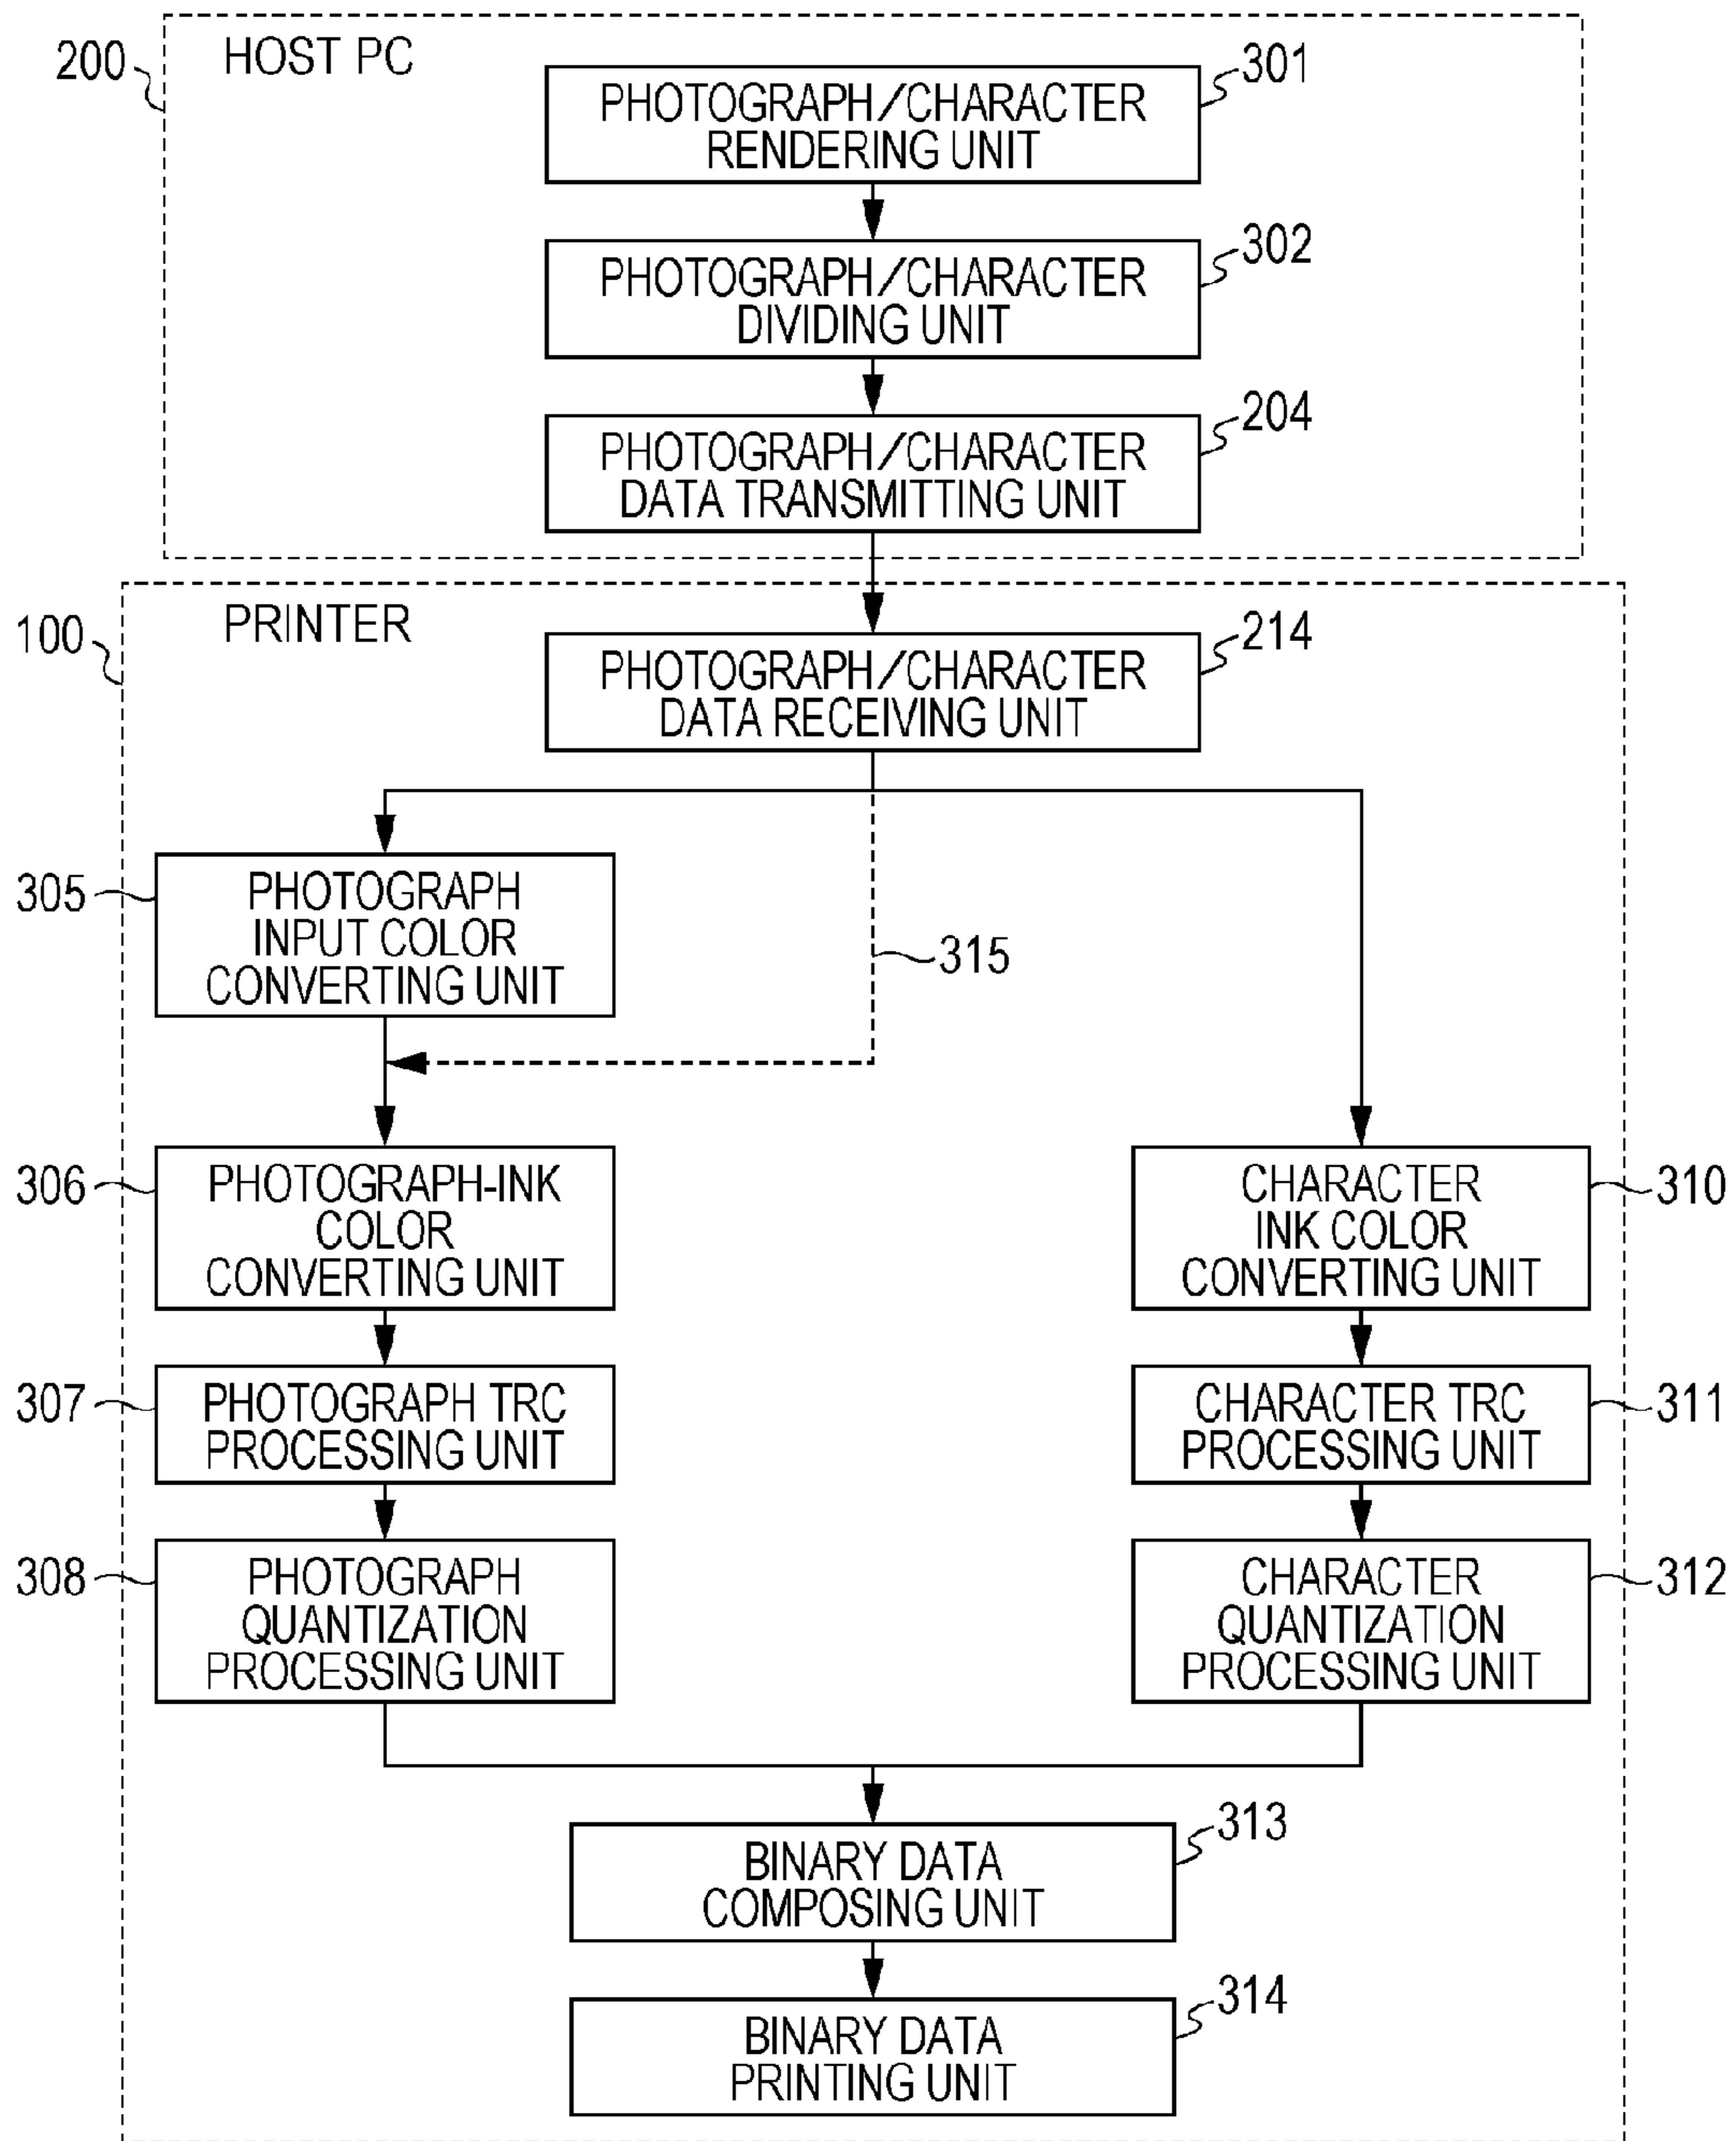 200
HOST PC
301
PHOTOGRAPH/CHARACTER
RENDERING UNIT
302
PHOTOGRAPH/CHARACTER
DIVIDING UNIT
204
PHOTOGRAPH/CHARACTER
DATA TRANSMITTING UNIT
100
PRINTER
214
PHOTOGRAPH/CHARACTER
DATA RECEIVING UNIT
305
PHOTOGRAPH
INPUT COLOR
CONVERTING UNIT
315
306
PHOTOGRAPH-INK
COLOR
CONVERTING UNIT
CHARACTER
INK COLOR
CONVERTING UNIT
310
307
PHOTOGRAPH TRC
PROCESSING UNIT
CHARACTER TRC
PROCESSING UNIT
311
308
PHOTOGRAPH
QUANTIZATION
PROCESSING UNIT
CHARACTER
QUANTIZATION
PROCESSING UNIT
312
313
BINARY DATA
COMPOSING UNIT
314
BINARY DATA
PRINTING UNIT